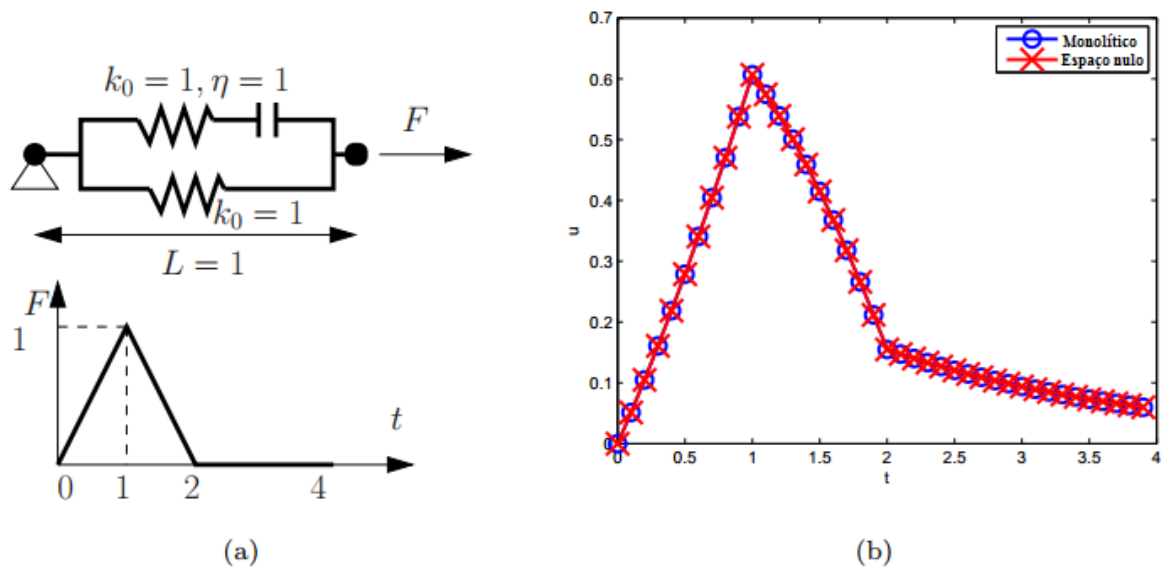 k₀ = 1, η = 1
F
k₀ = 1
L = 1
F
1
t
0 1 2 4
(a)
0.7
0.6
0.5
0.4
0.3
0.2
0.1
0
u
0 0.5 1 1.5 2 2.5 3 3.5 4
t
Monolítico
Espaço nulo
(b)